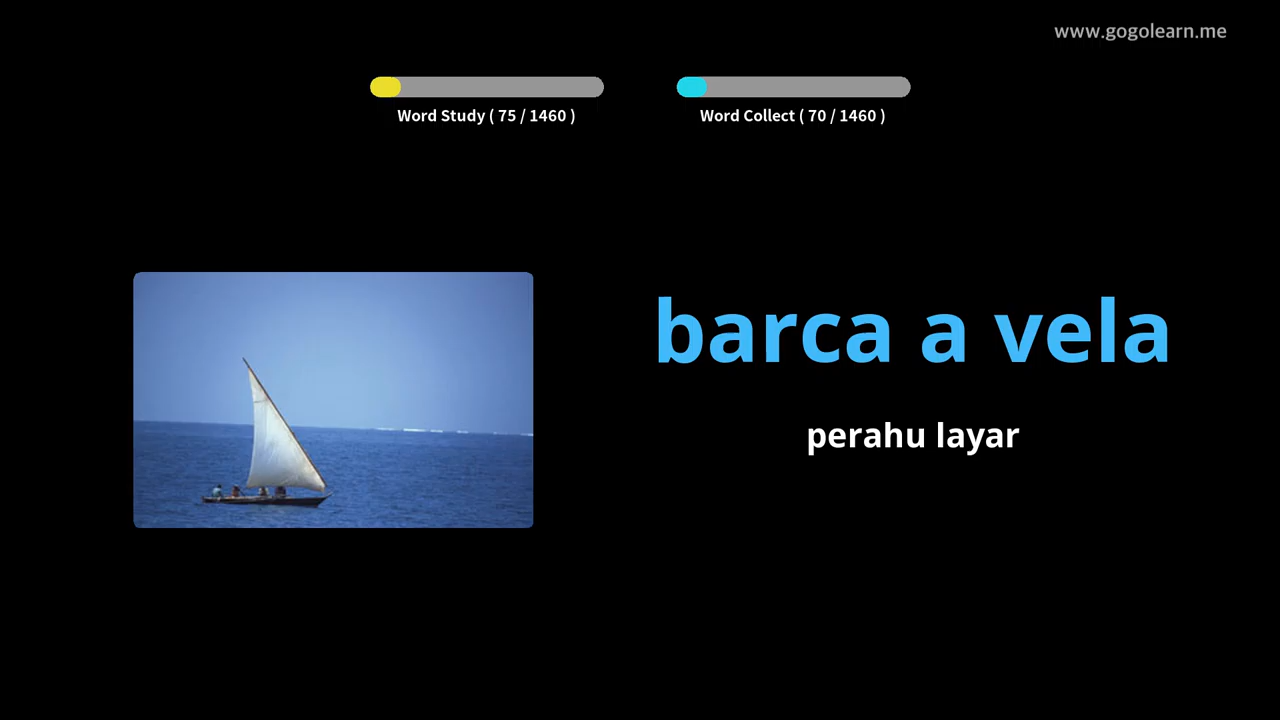 www.gogolearn.me
Word Study ( 75 / 1460 )
Word Collect ( 70 / 1460 )
barca a vela
perahu layar